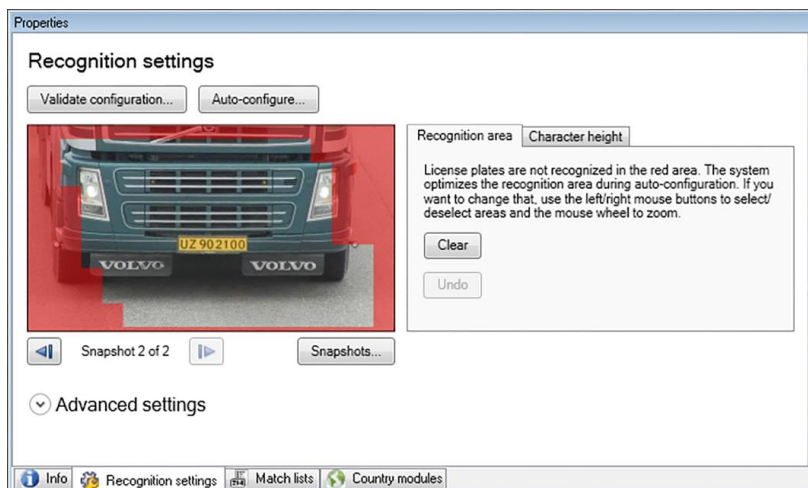 Properties
Recognition settings
Validate configuration...
Auto-configure...
UZ 902100
VOLVO VOLVO
Snapshot 2 of 2
Snapshots...
Recognition area
Character height
License plates are not recognized in the red area. The system
optimizes the recognition area during auto-configuration. If you
want to change that, use the left/right mouse buttons to select/
deselect areas and the mouse wheel to zoom.
Clear
Undo
Advanced settings
Info
Recognition settings
Match lists
Country modules